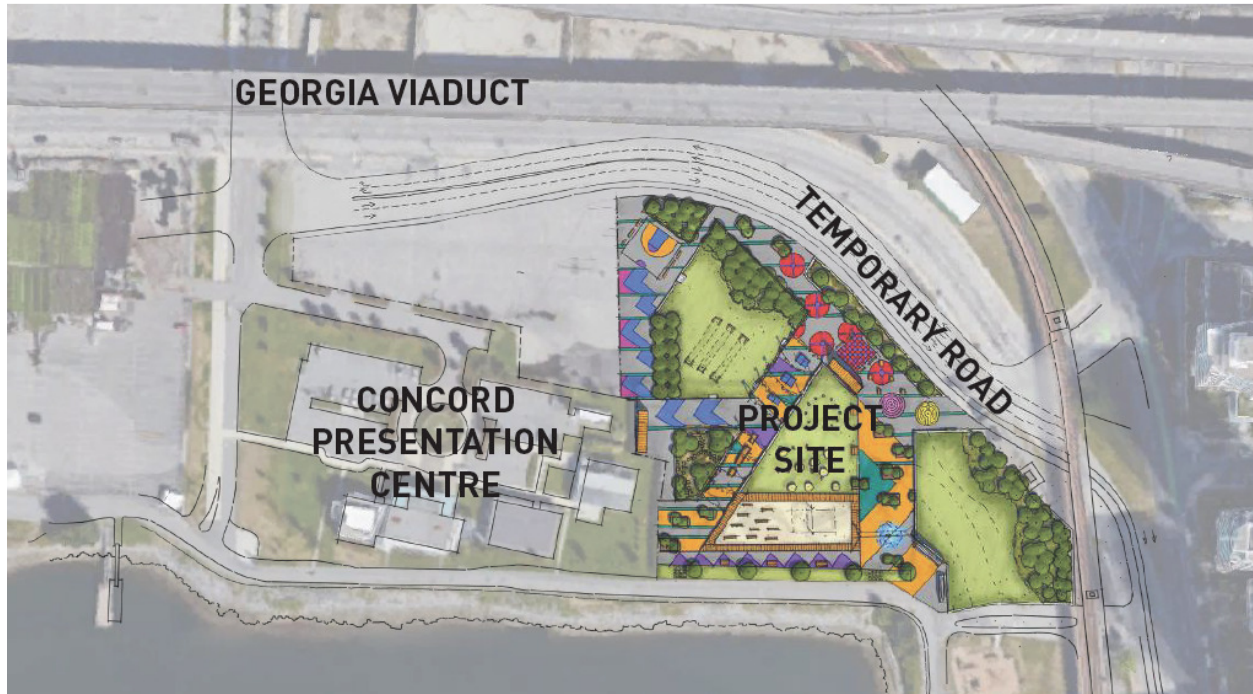 GEORGIA VIADUCT
TEMPORARY ROAD
CONCORD
PRESENTATION
CENTRE
PROJECT
SITE